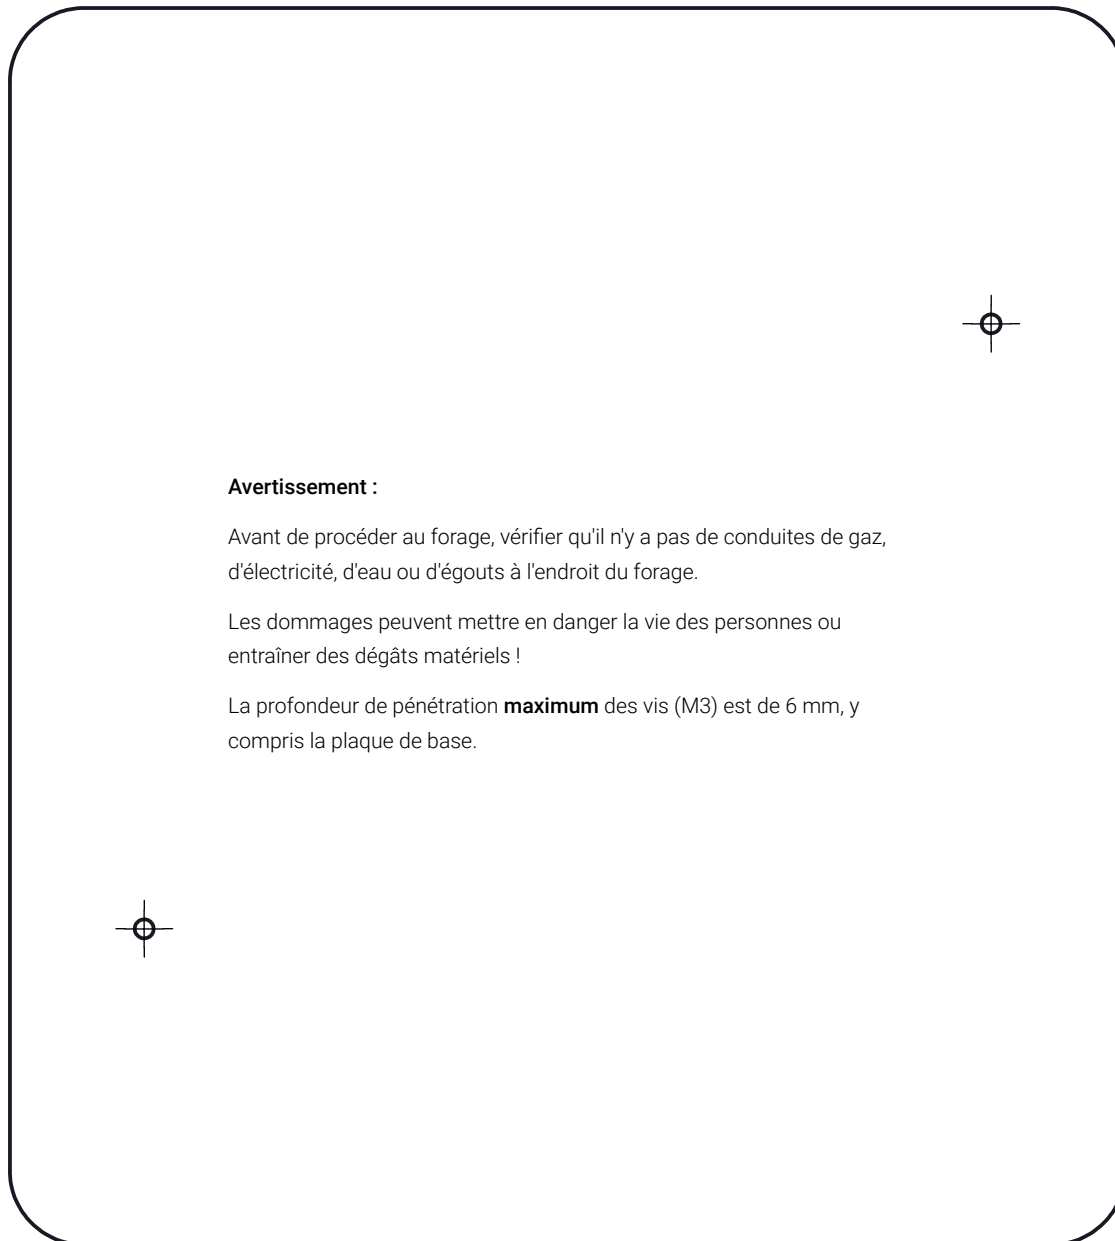 Avertissement :
Avant de procéder au forage, vérifier qu'il n'y a pas de conduites de gaz,
d'électricité, d'eau ou d'égouts à l'endroit du forage.
Les dommages peuvent mettre en danger la vie des personnes ou
entraîner des dégâts matériels !
La profondeur de pénétration maximum des vis (M3) est de 6 mm, y
compris la plaque de base.